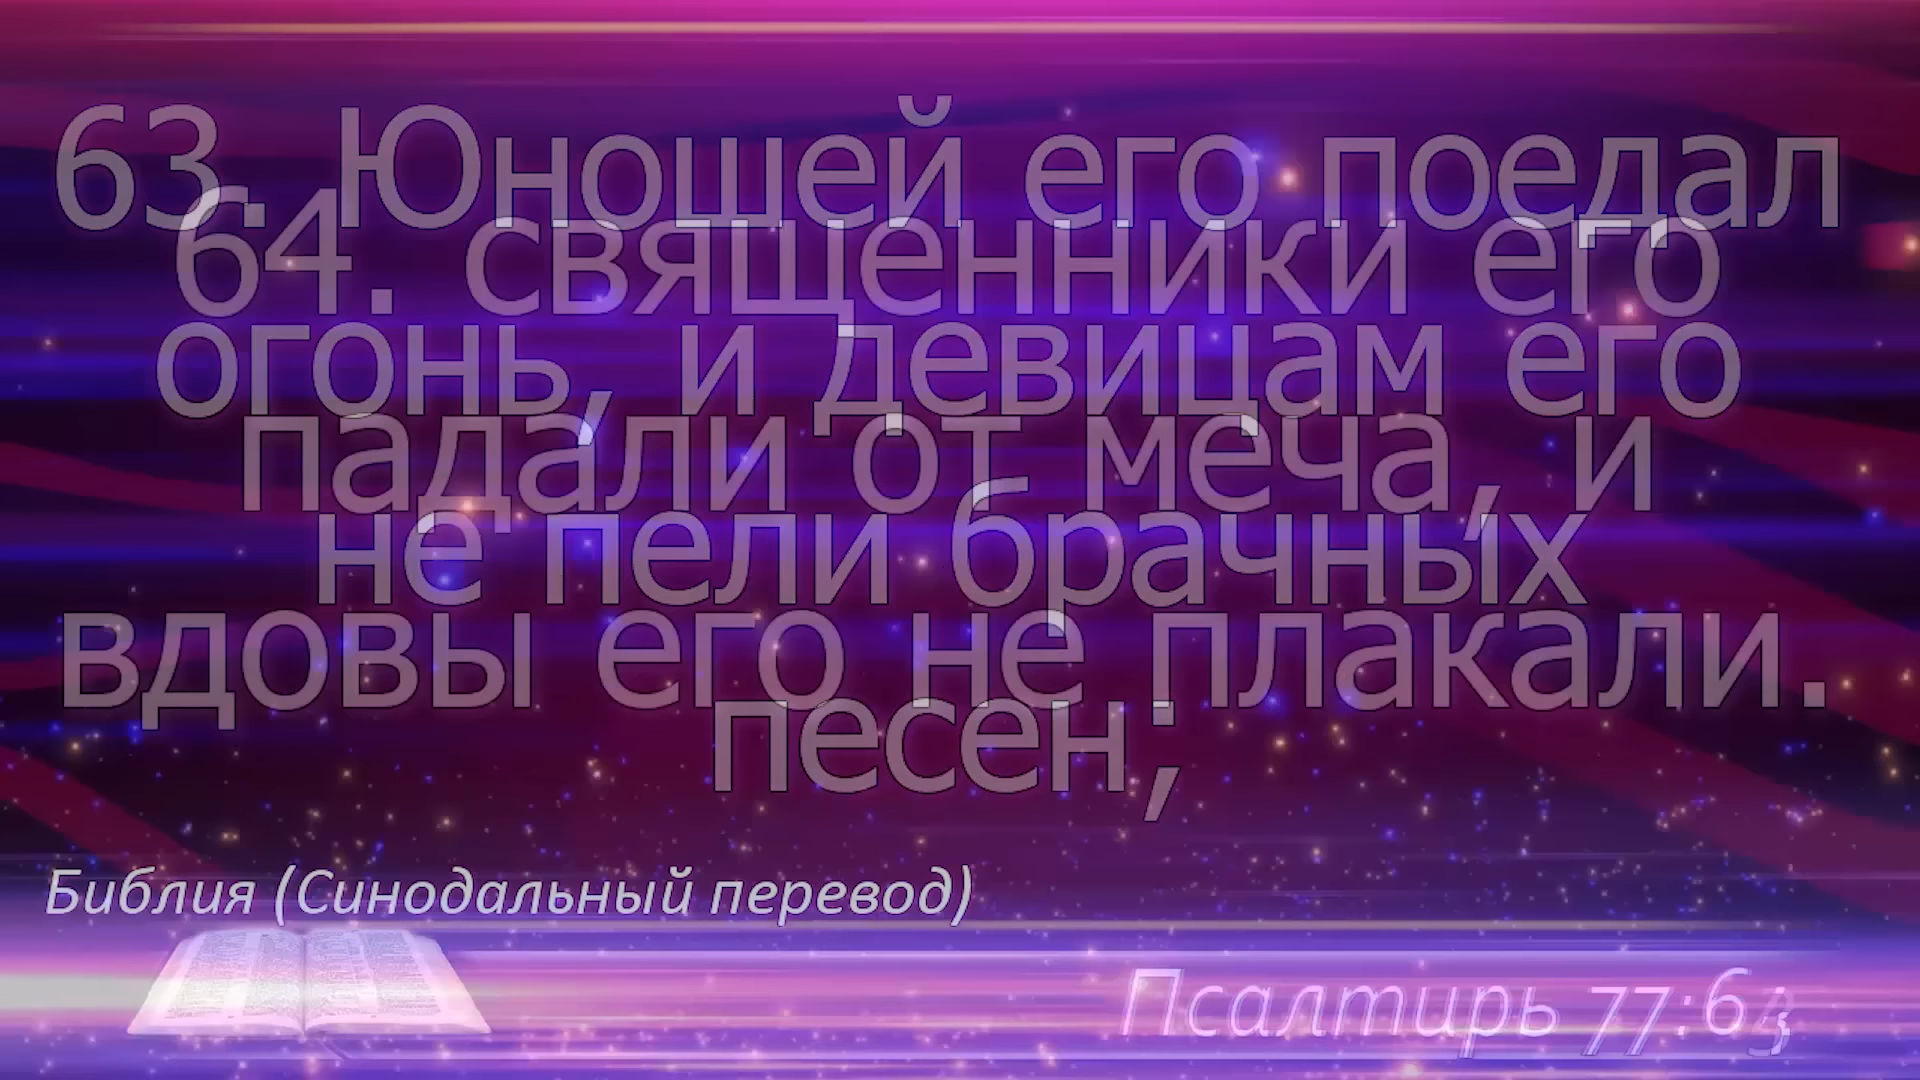 63. Юношей его поедал
64. священники его
огонь, и девицам его
падали от меча, и
не пели брачных
вдовы его не плакали.
песен;
Библия (Синодальный перевод)
Псалтирь 77:63